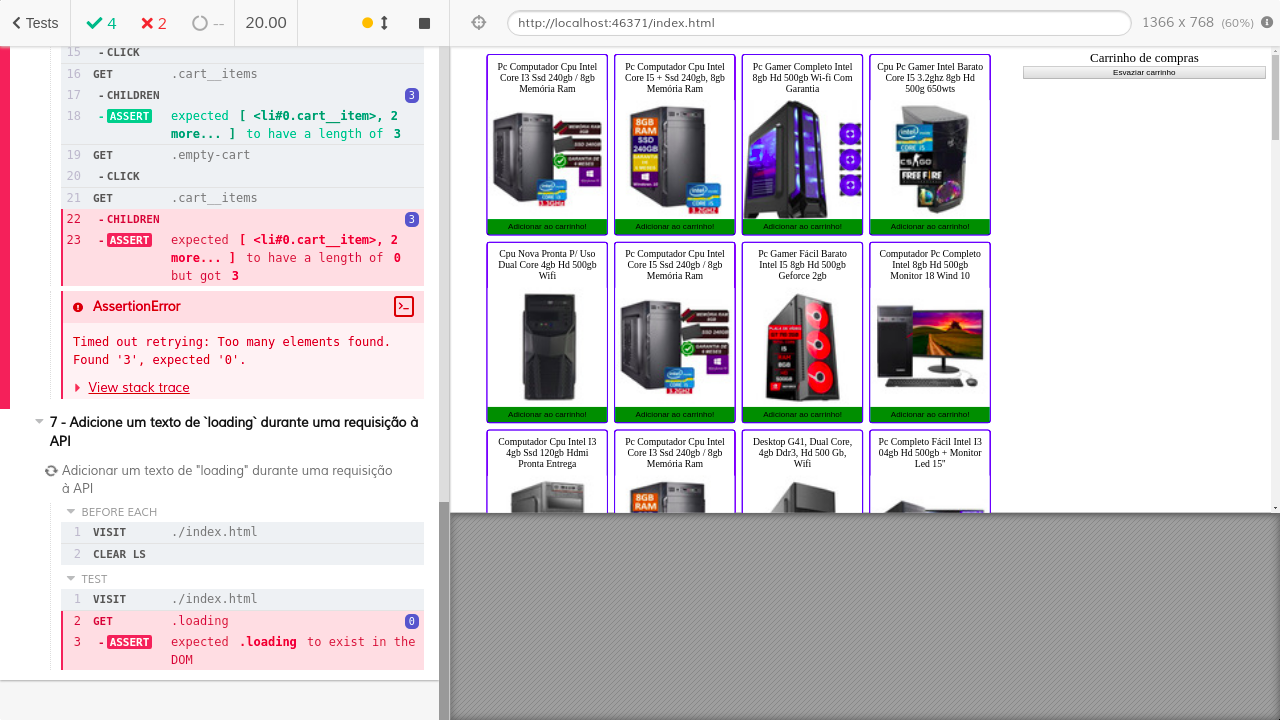 Tests
4
2
--
20.00
http://localhost:46371/index.html
1366 x 768 (60%)
15 - CLICK
16 GET .cart__items
17 - CHILDREN 3
18 - ASSERT expected [ <li#0.cart__item>, 2
more... ] to have a length of 3
19 GET .empty-cart
20 - CLICK
21 GET .cart__items
22 - CHILDREN 3
23 - ASSERT expected [ <li#0.cart__item>, 2
more... ] to have a length of 0
but got 3
AssertionError
Timed out retrying: Too many elements found.
Found '3', expected '0'.
View stack trace
7 - Adicione um texto de `loading` durante uma requisição à
API
Adicionar um texto de "loading" durante uma requisição
à API
BEFORE EACH
1 VISIT ./index.html
2 CLEAR LS
TEST
1 VISIT ./index.html
2 GET .loading 0
3 - ASSERT expected .loading to exist in the
DOM
Pc Computador Cpu Intel
Core I3 Ssd 240gb / 8gb
Memória Ram
Adicionar ao carrinho!
Pc Computador Cpu Intel
Core I5 + Ssd 240gb, 8gb
Memória Ram
8GB
RAM
SSD
240GB
Adicionar ao carrinho!
Pc Gamer Completo Intel
8gb Hd 500gb Wi-fi Com
Garantia
Adicionar ao carrinho!
Cpu Pc Gamer Intel Barato
Core I5 3.2ghz 8gb Hd
500g 650wts
Adicionar ao carrinho!
Carrinho de compras
Esvaziar carrinho
Cpu Nova Pronta P/ Uso
Dual Core 4gb Hd 500gb
Wifi
Adicionar ao carrinho!
Pc Computador Cpu Intel
Core I5 Ssd 240gb / 8gb
Memória Ram
Adicionar ao carrinho!
Pc Gamer Fácil Barato
Intel I5 8gb Hd 500gb
Geforce 2gb
Adicionar ao carrinho!
Computador Pc Completo
Intel 8gb Hd 500gb
Monitor 18 Wind 10
Adicionar ao carrinho!
Computador Cpu Intel I3
4gb Ssd 120gb Hdmi
Pronta Entrega
Pc Computador Cpu Intel
Core I3 Ssd 240gb / 8gb
Memória Ram
8GB
RAM
Desktop G41, Dual Core,
4gb Ddr3, Hd 500 Gb,
Wifi
Pc Completo Fácil Intel I3
04gb Hd 500gb + Monitor
Led 15"